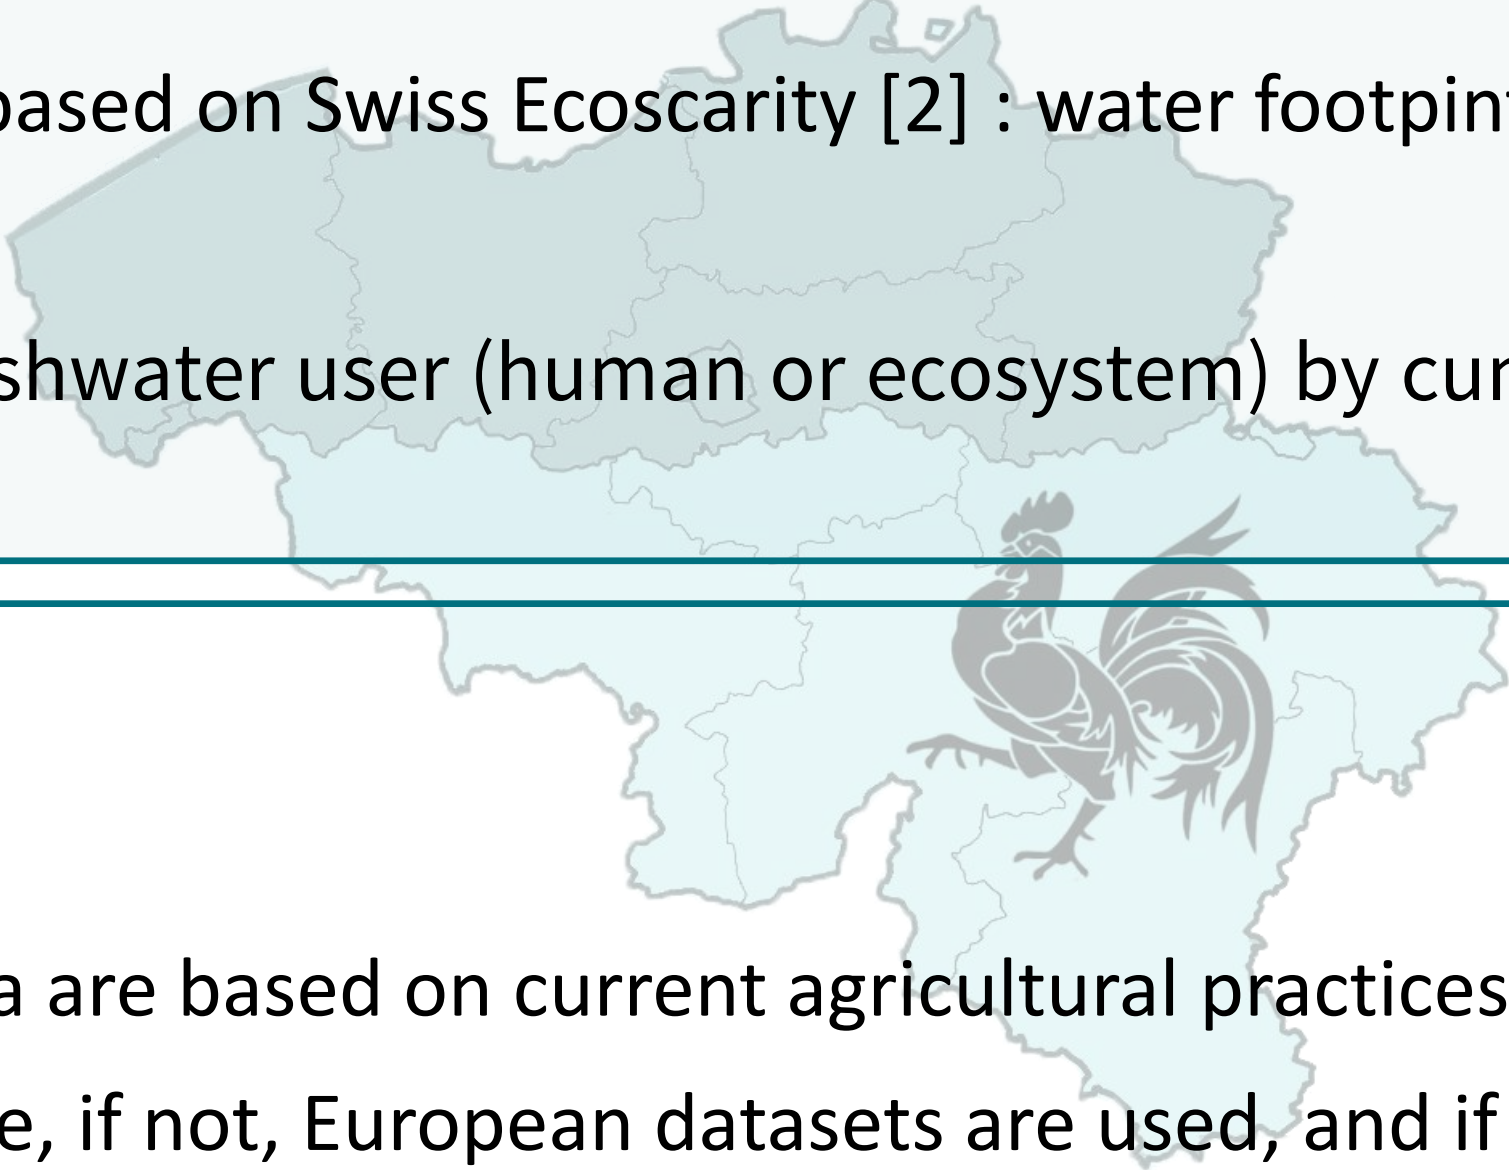 based on Swiss Ecoscarity [2] : water footpint
shwater user (human or ecosystem) by cur
a are based on current agricultural practices
e, if not, European datasets are used, and if